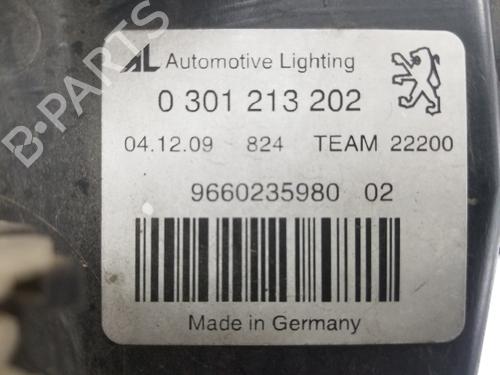 AL Automotive Lighting
0 301 213 202
04.12.09 824 TEAM 22200
9660235980 02
Made in Germany
B-PARTS